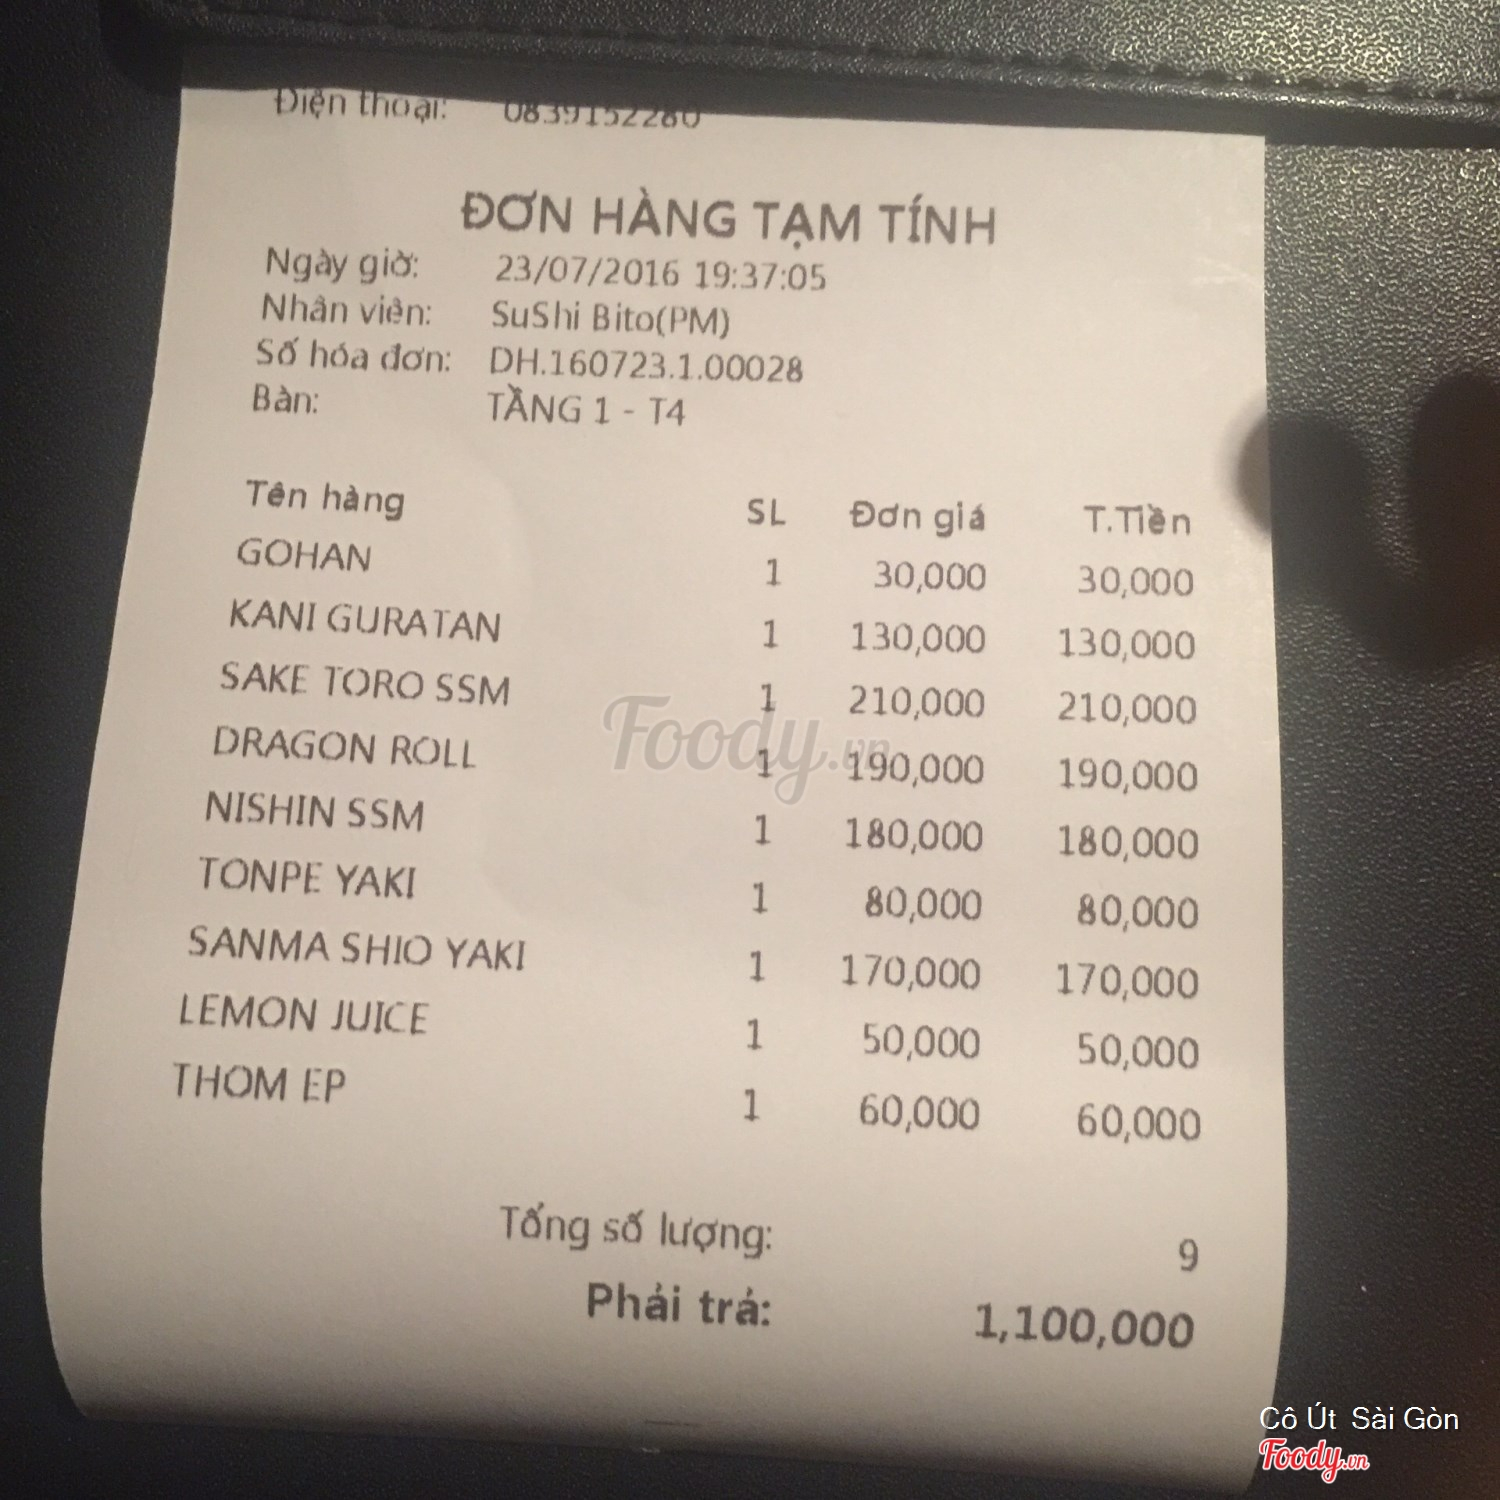 Điện thoại: 0839152280
ĐƠN HÀNG TẠM TÍNH
Ngày giờ: 23/07/2016 19:37:05
Nhân viên: SuShi Bito(PM)
Số hóa đơn: DH.160723.1.00028
Bàn: TẦNG 1 - T4
Tên hàng SL Đơn giá T.Tiền
GOHAN 1 30,000 30,000
KANI GURATAN 1 130,000 130,000
SAKE TORO SSM 1 210,000 210,000
DRAGON ROLL 1 190,000 190,000
NISHIN SSM 1 180,000 180,000
TONPE YAKI 1 80,000 80,000
SANMA SHIO YAKI 1 170,000 170,000
LEMON JUICE 1 50,000 50,000
THOM EP 1 60,000 60,000
Tổng số lượng: 9
Phải trả: 1,100,000
Foody.vn
Cô Út Sài Gòn
Foody.vn